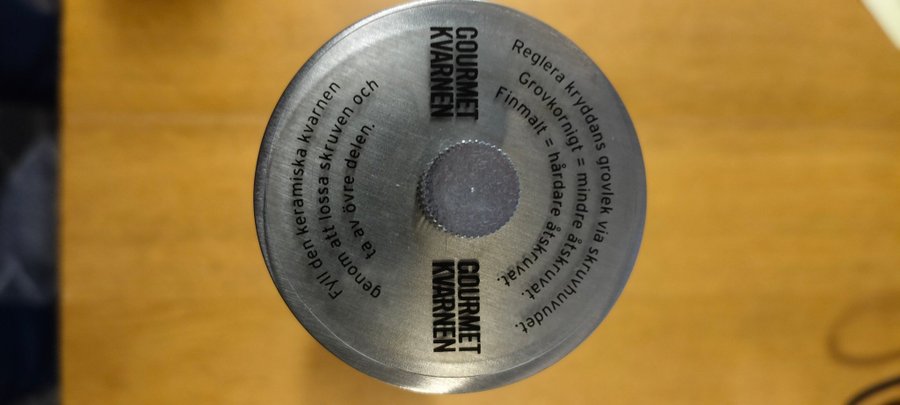 GOURMET
KVARNEN
Reglera kryddans grovlek via skruvhuvudet.
Grovkornigt = mindre åtskruvat.
Finmalt = hårdare åtskruvat.
Fyll den keramiska kvarnen
genom att lossa skruven och
ta av övre delen.
GOURMET
KVARNEN